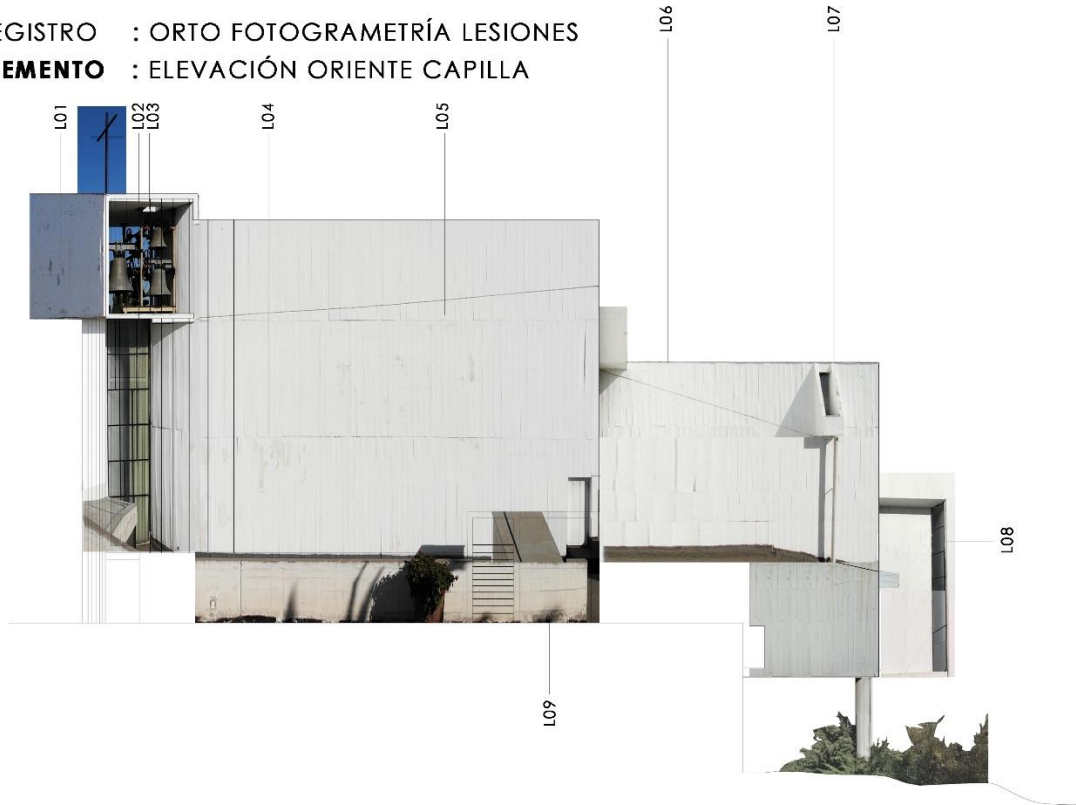 EGISTRO : ORTO FOTOGRAMETRÍA LESIONES
EMENTO : ELEVACIÓN ORIENTE CAPILLA
L01
L02
L03
L04
L05
L06
L07
L08
L09